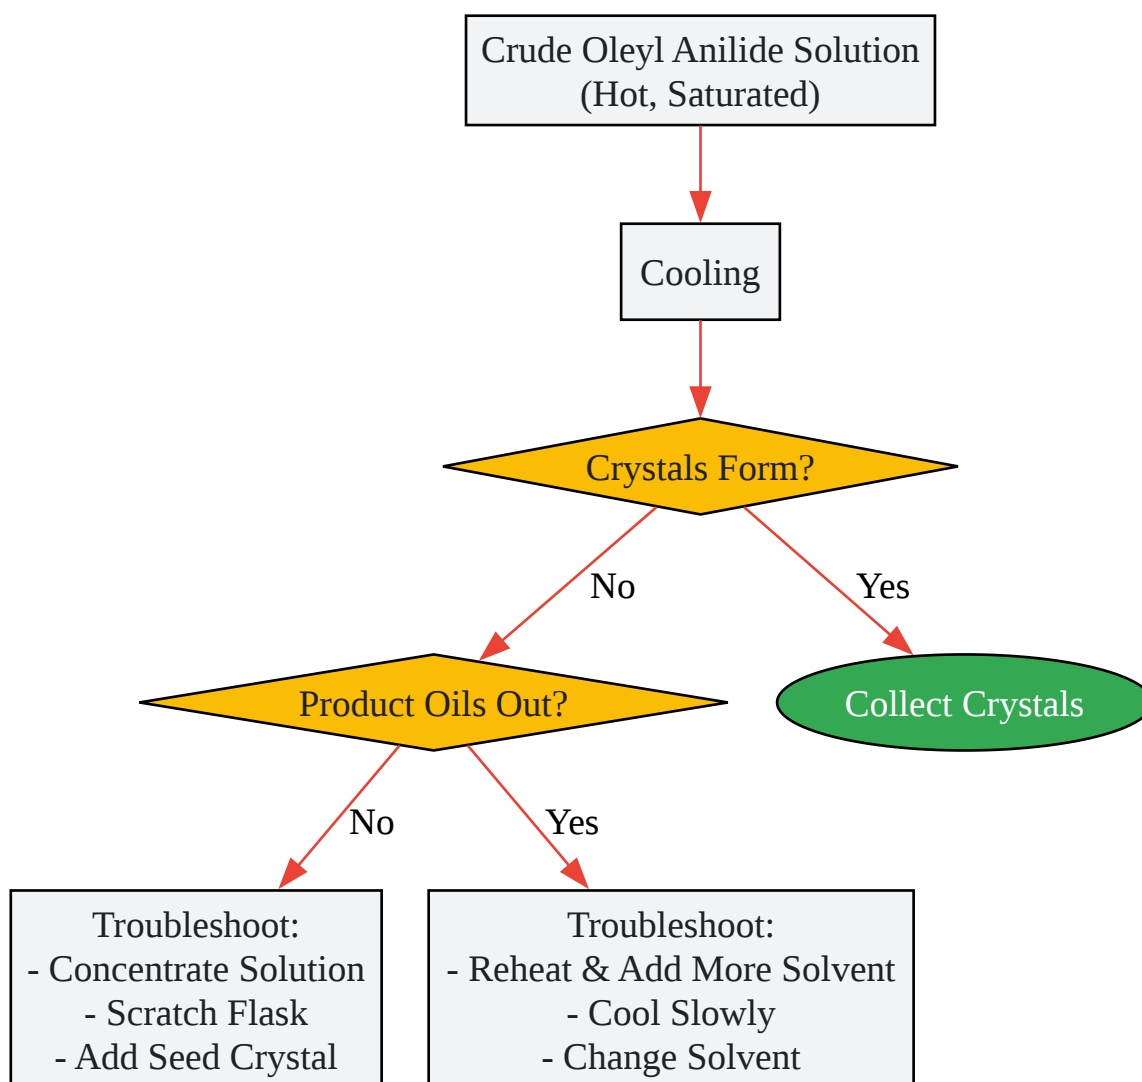 Crude Oleyl Anilide Solution
(Hot, Saturated)
Cooling
Crystals Form?
No
Yes
Product Oils Out?
Collect Crystals
No
Yes
Troubleshoot:
- Concentrate Solution
- Scratch Flask
- Add Seed Crystal
Troubleshoot:
- Reheat & Add More Solvent
- Cool Slowly
- Change Solvent